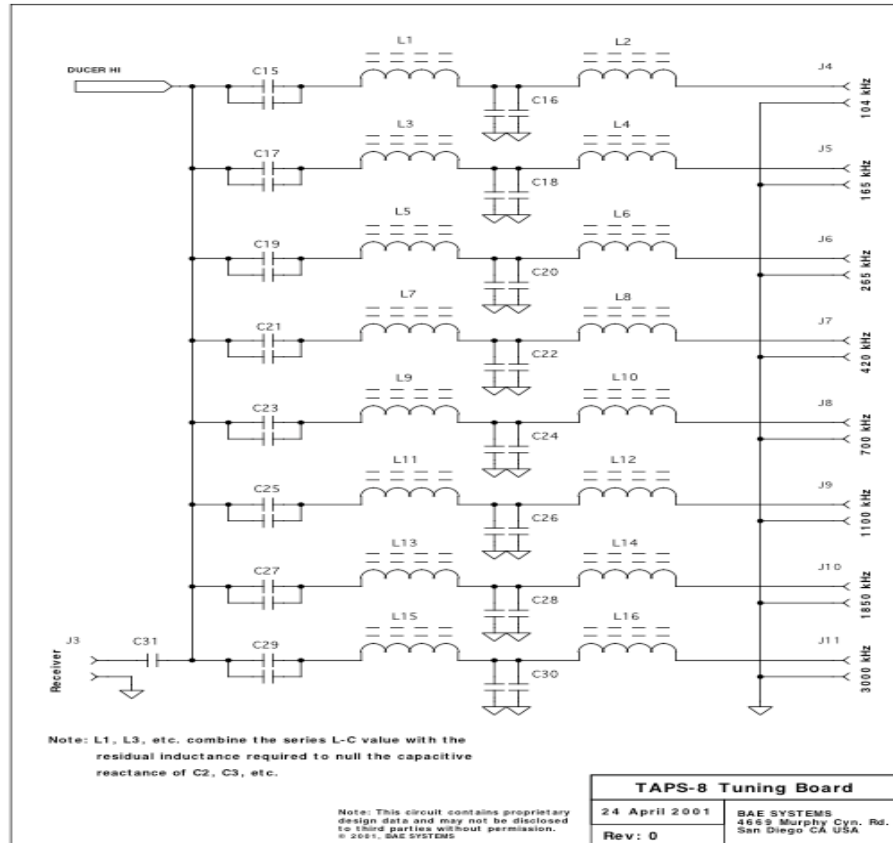 L1
L2
DUCER HI
C15
J4
C16
104 kHz
L3
L4
J5
C17
C18
165 kHz
L5
L6
J6
C19
C20
265 kHz
L7
L8
J7
C21
C22
420 kHz
L9
L10
J8
C23
C24
700 kHz
L11
L12
J9
C25
C26
1100 kHz
L13
L14
J10
C27
C28
1850 kHz
L15
L16
J11
J3
C31
C29
C30
Receiver
3000 kHz
Note: L1, L3, etc. combine the series L-C value with the
residual inductance required to null the capacitive
reactance of C2, C3, etc.
Note: This circuit contains proprietary
design data and may not be disclosed
to third parties without permission.
© 2001, BAE SYSTEMS
TAPS-8 Tuning Board
24 April 2001
Rev: 0
BAE SYSTEMS
4669 Murphy Cyn. Rd.
San Diego CA USA